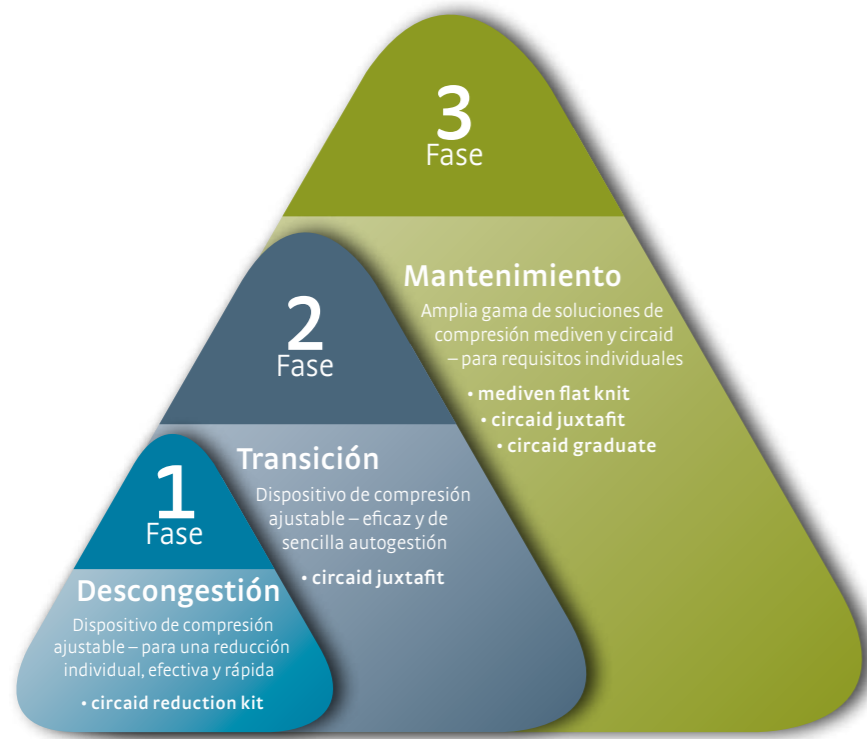 1
Fase
Descongestión
Dispositivo de compresión
ajustable – para una reducción
individual, efectiva y rápida
• circaid reduction kit
2
Fase
Transición
Dispositivo de compresión
ajustable – eficaz y de
sencilla autogestión
• circaid juxtafit
3
Fase
Mantenimiento
Amplia gama de soluciones de
compresión mediven y circaid
– para requisitos individuales
• mediven flat knit
• circaid juxtafit
• circaid graduate